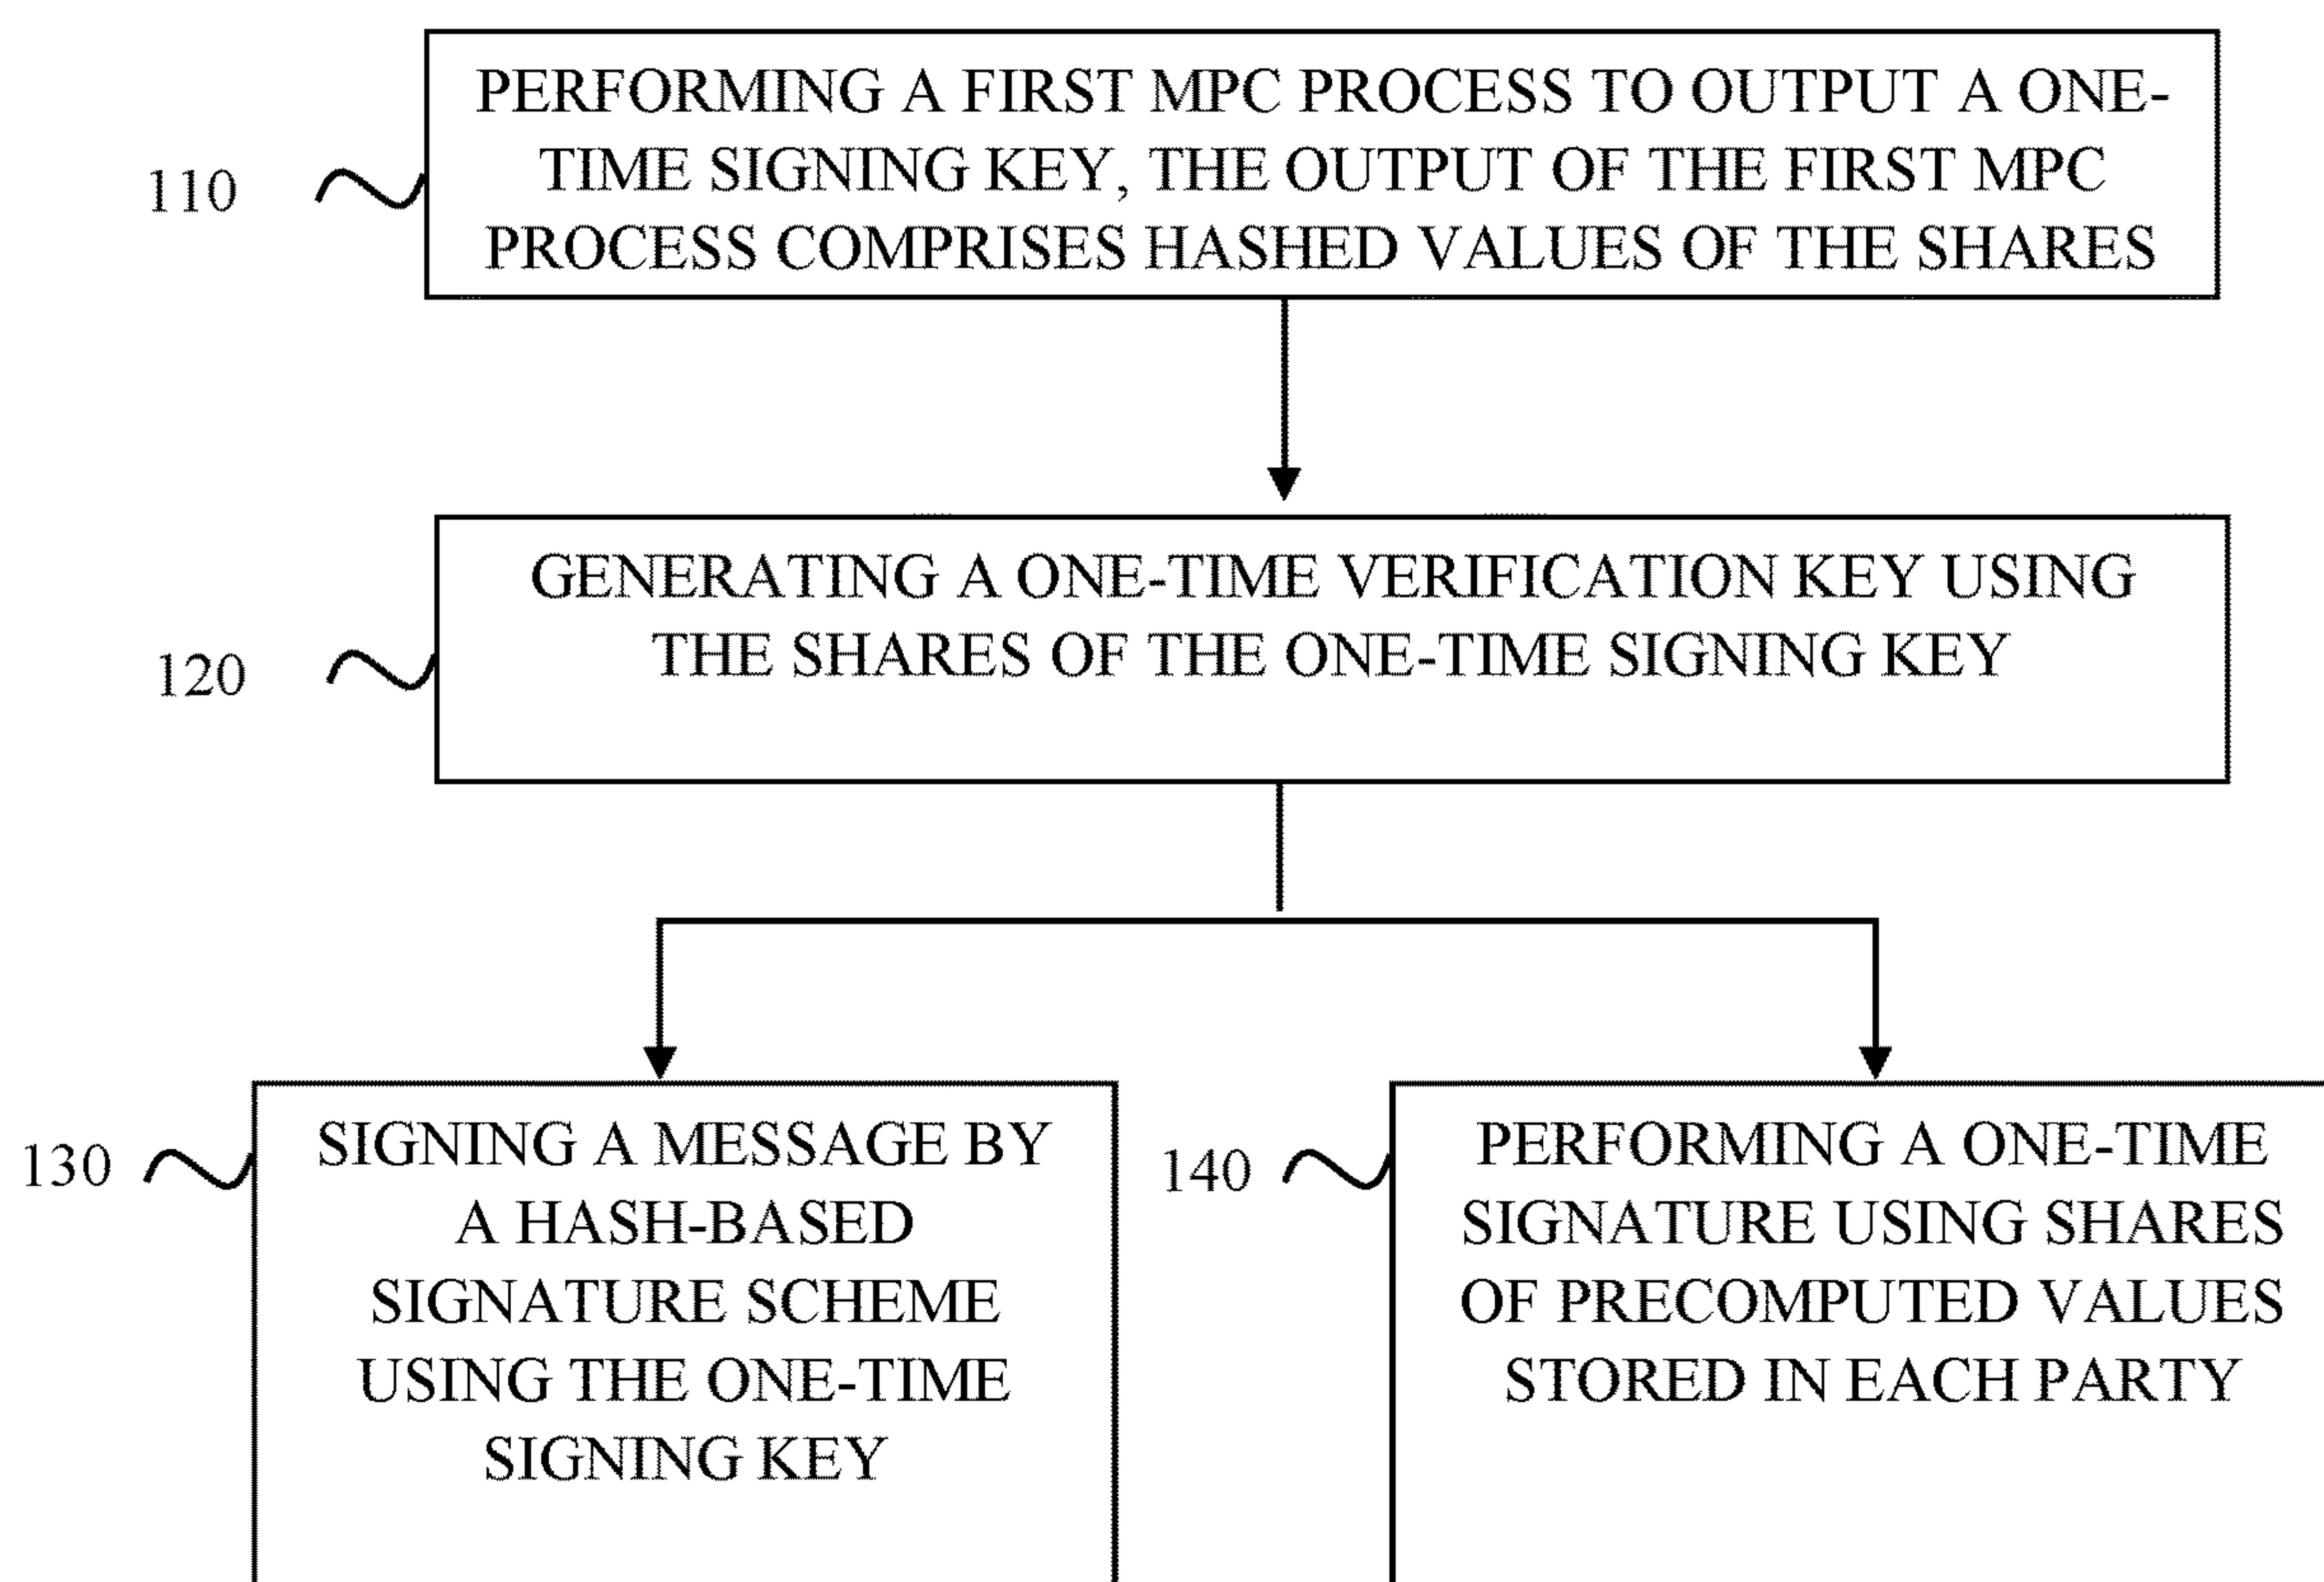 PERFORMING A FIRST MPC PROCESS TO OUTPUT A ONE-
TIME SIGNING KEY, THE OUTPUT OF THE FIRST MPC
PROCESS COMPRISES HASHED VALUES OF THE SHARES
110
GENERATING A ONE-TIME VERIFICATION KEY USING
THE SHARES OF THE ONE-TIME SIGNING KEY
120
130
SIGNING A MESSAGE BY
A HASH-BASED
SIGNATURE SCHEME
USING THE ONE-TIME
SIGNING KEY
140
PERFORMING A ONE-TIME
SIGNATURE USING SHARES
OF PRECOMPUTED VALUES
STORED IN EACH PARTY